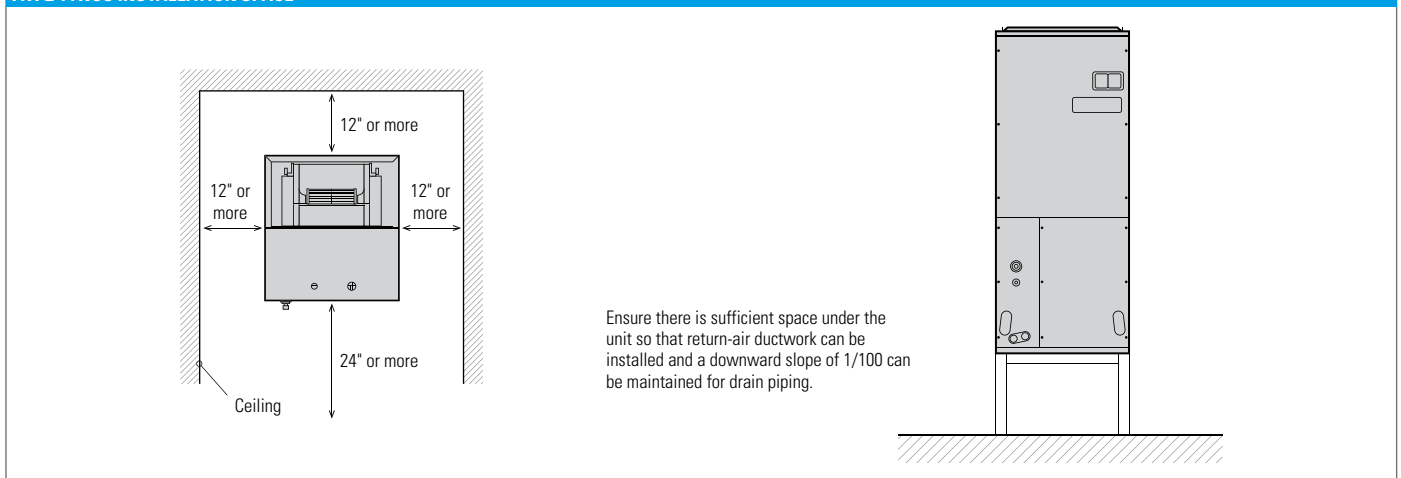 12" or more
12" or
more
12" or
more
24" or more
Ceiling
Ensure there is sufficient space under the
unit so that return-air ductwork can be
installed and a downward slope of 1/100 can
be maintained for drain piping.